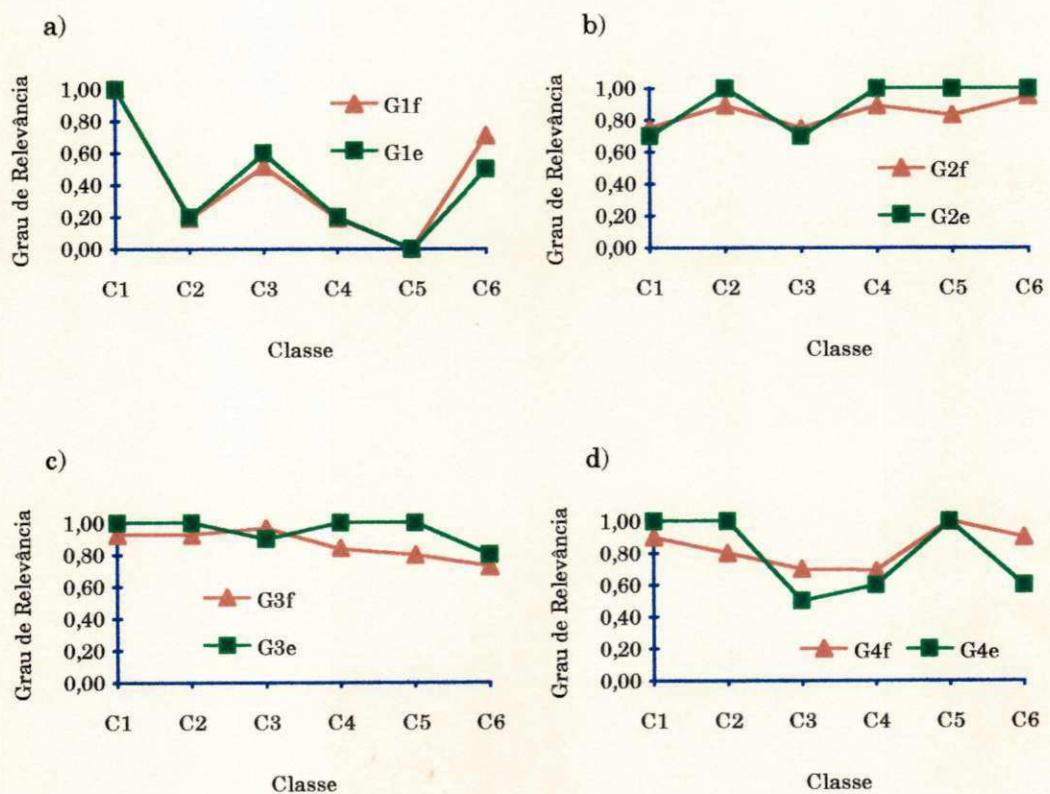 a)
Grau de Relevância
1,00
0,80
0,60
0,40
0,20
0,00
G1f
G1e
C1 C2 C3 C4 C5 C6
Classe
b)
Grau de Relevância
1,00
0,80
0,60
0,40
0,20
0,00
G2f
G2e
C1 C2 C3 C4 C5 C6
Classe
c)
Grau de Relevância
1,00
0,80
0,60
0,40
0,20
0,00
G3f
G3e
C1 C2 C3 C4 C5 C6
Classe
d)
Grau de Relevância
1,00
0,80
0,60
0,40
0,20
0,00
G4f G4e
C1 C2 C3 C4 C5 C6
Classe